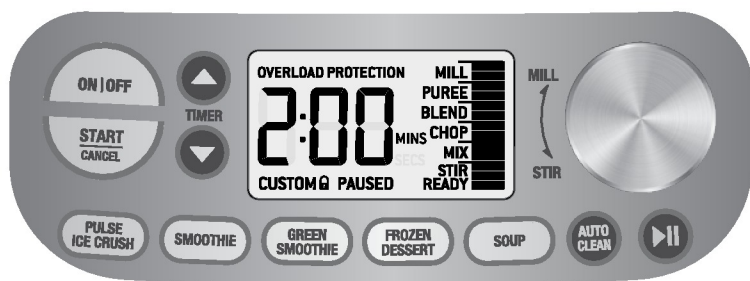 ON|OFF
START
CANCEL
TIMER
OVERLOAD PROTECTION
2:00
MINS
SECS
CUSTOM PAUSED
MILL
PUREE
BLEND
CHOP
MIX
STIR
READY
MILL
STIR
PULSE
ICE CRUSH
SMOOTHIE
GREEN
SMOOTHIE
FROZEN
DESSERT
SOUP
AUTO
CLEAN